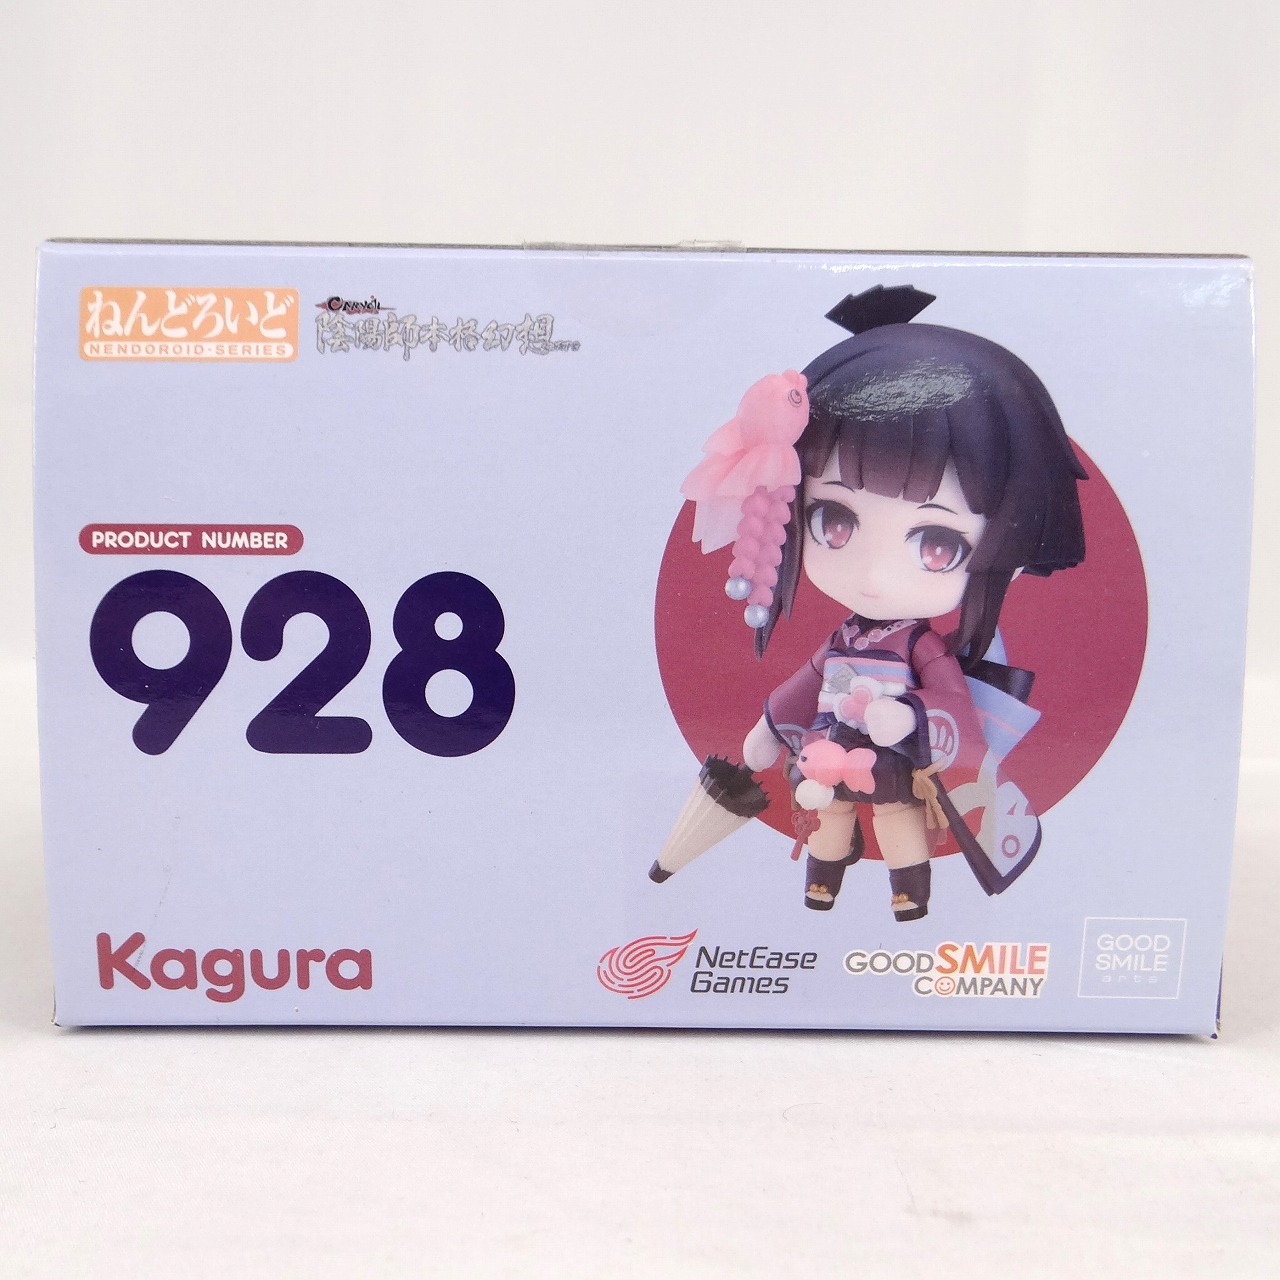 ねんどろいど
NENDOROID·SERIES
陰陽師本格幻想
PRODUCT NUMBER
928
Kagura
NetEase
Games
GOOD SMILE
COMPANY
GOOD
SMILE
arts